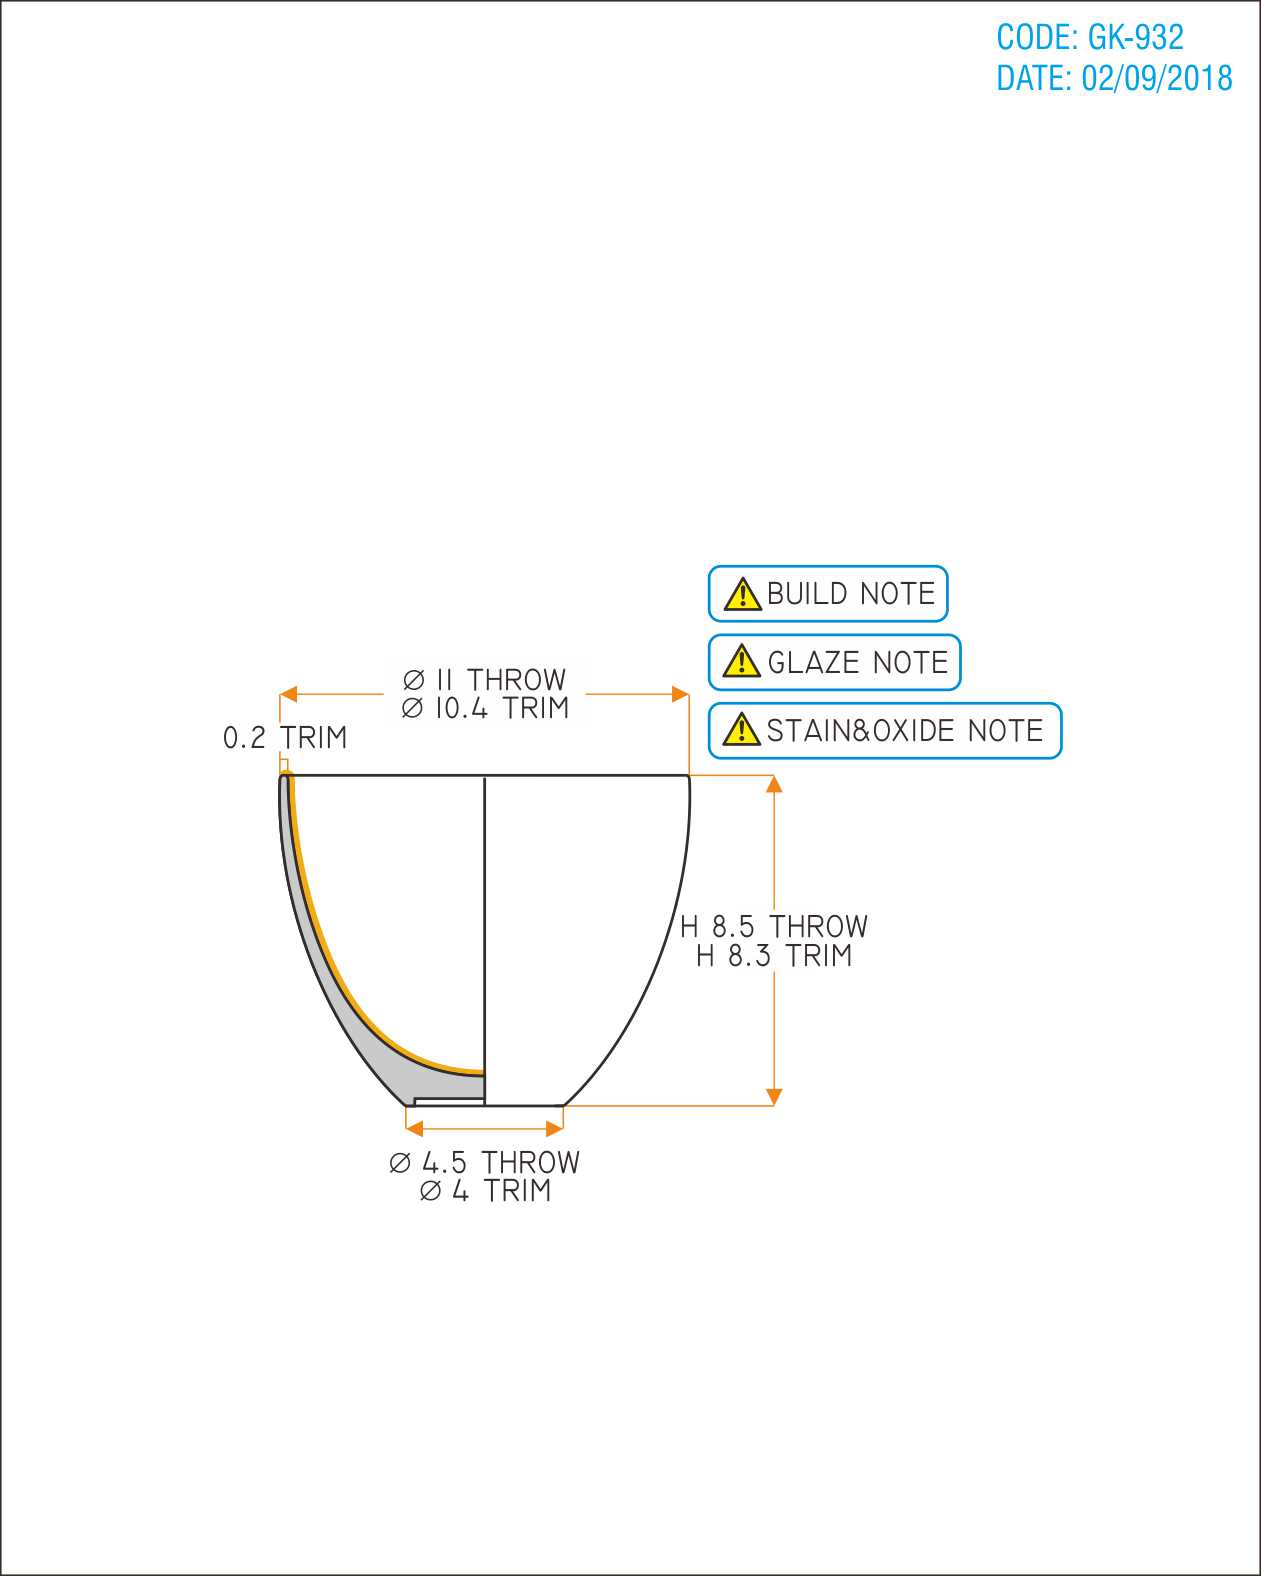 CODE: GK-932
DATE: 02/09/2018
BUILD NOTE
GLAZE NOTE
STAIN&OXIDE NOTE
Ø 11 THROW
Ø 10.4 TRIM
0.2 TRIM
H 8.5 THROW
H 8.3 TRIM
Ø 4.5 THROW
Ø 4 TRIM